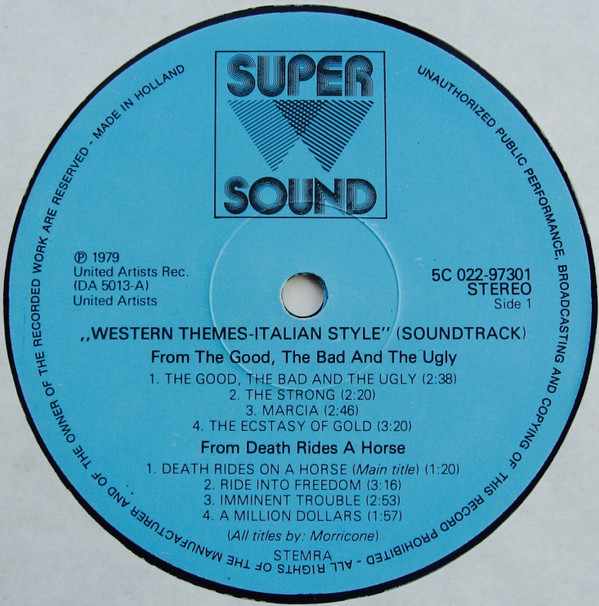 SUPER
SOUND
ALL RIGHTS OF THE MANUFACTURER AND OF THE OWNER OF THE RECORDED WORK ARE RESERVED - MADE IN HOLLAND
UNAUTHORIZED PUBLIC PERFORMANCE, BROADCASTING AND COPYING OF THIS RECORD PROHIBITED -
℗ 1979
United Artists Rec.
(DA 5013-A)
United Artists
5C 022-97301
STEREO
Side 1
,,WESTERN THEMES-ITALIAN STYLE'' (SOUNDTRACK)
From The Good, The Bad And The Ugly
1. THE GOOD, THE BAD AND THE UGLY (2:38)
2. THE STRONG (2:20)
3. MARCIA (2:46)
4. THE ECSTASY OF GOLD (3:20)
From Death Rides A Horse
1. DEATH RIDES ON A HORSE (Main title) (1:20)
2. RIDE INTO FREEDOM (3:16)
3. IMMINENT TROUBLE (2:53)
4. A MILLION DOLLARS (1:57)
(All titles by: Morricone)
STEMRA